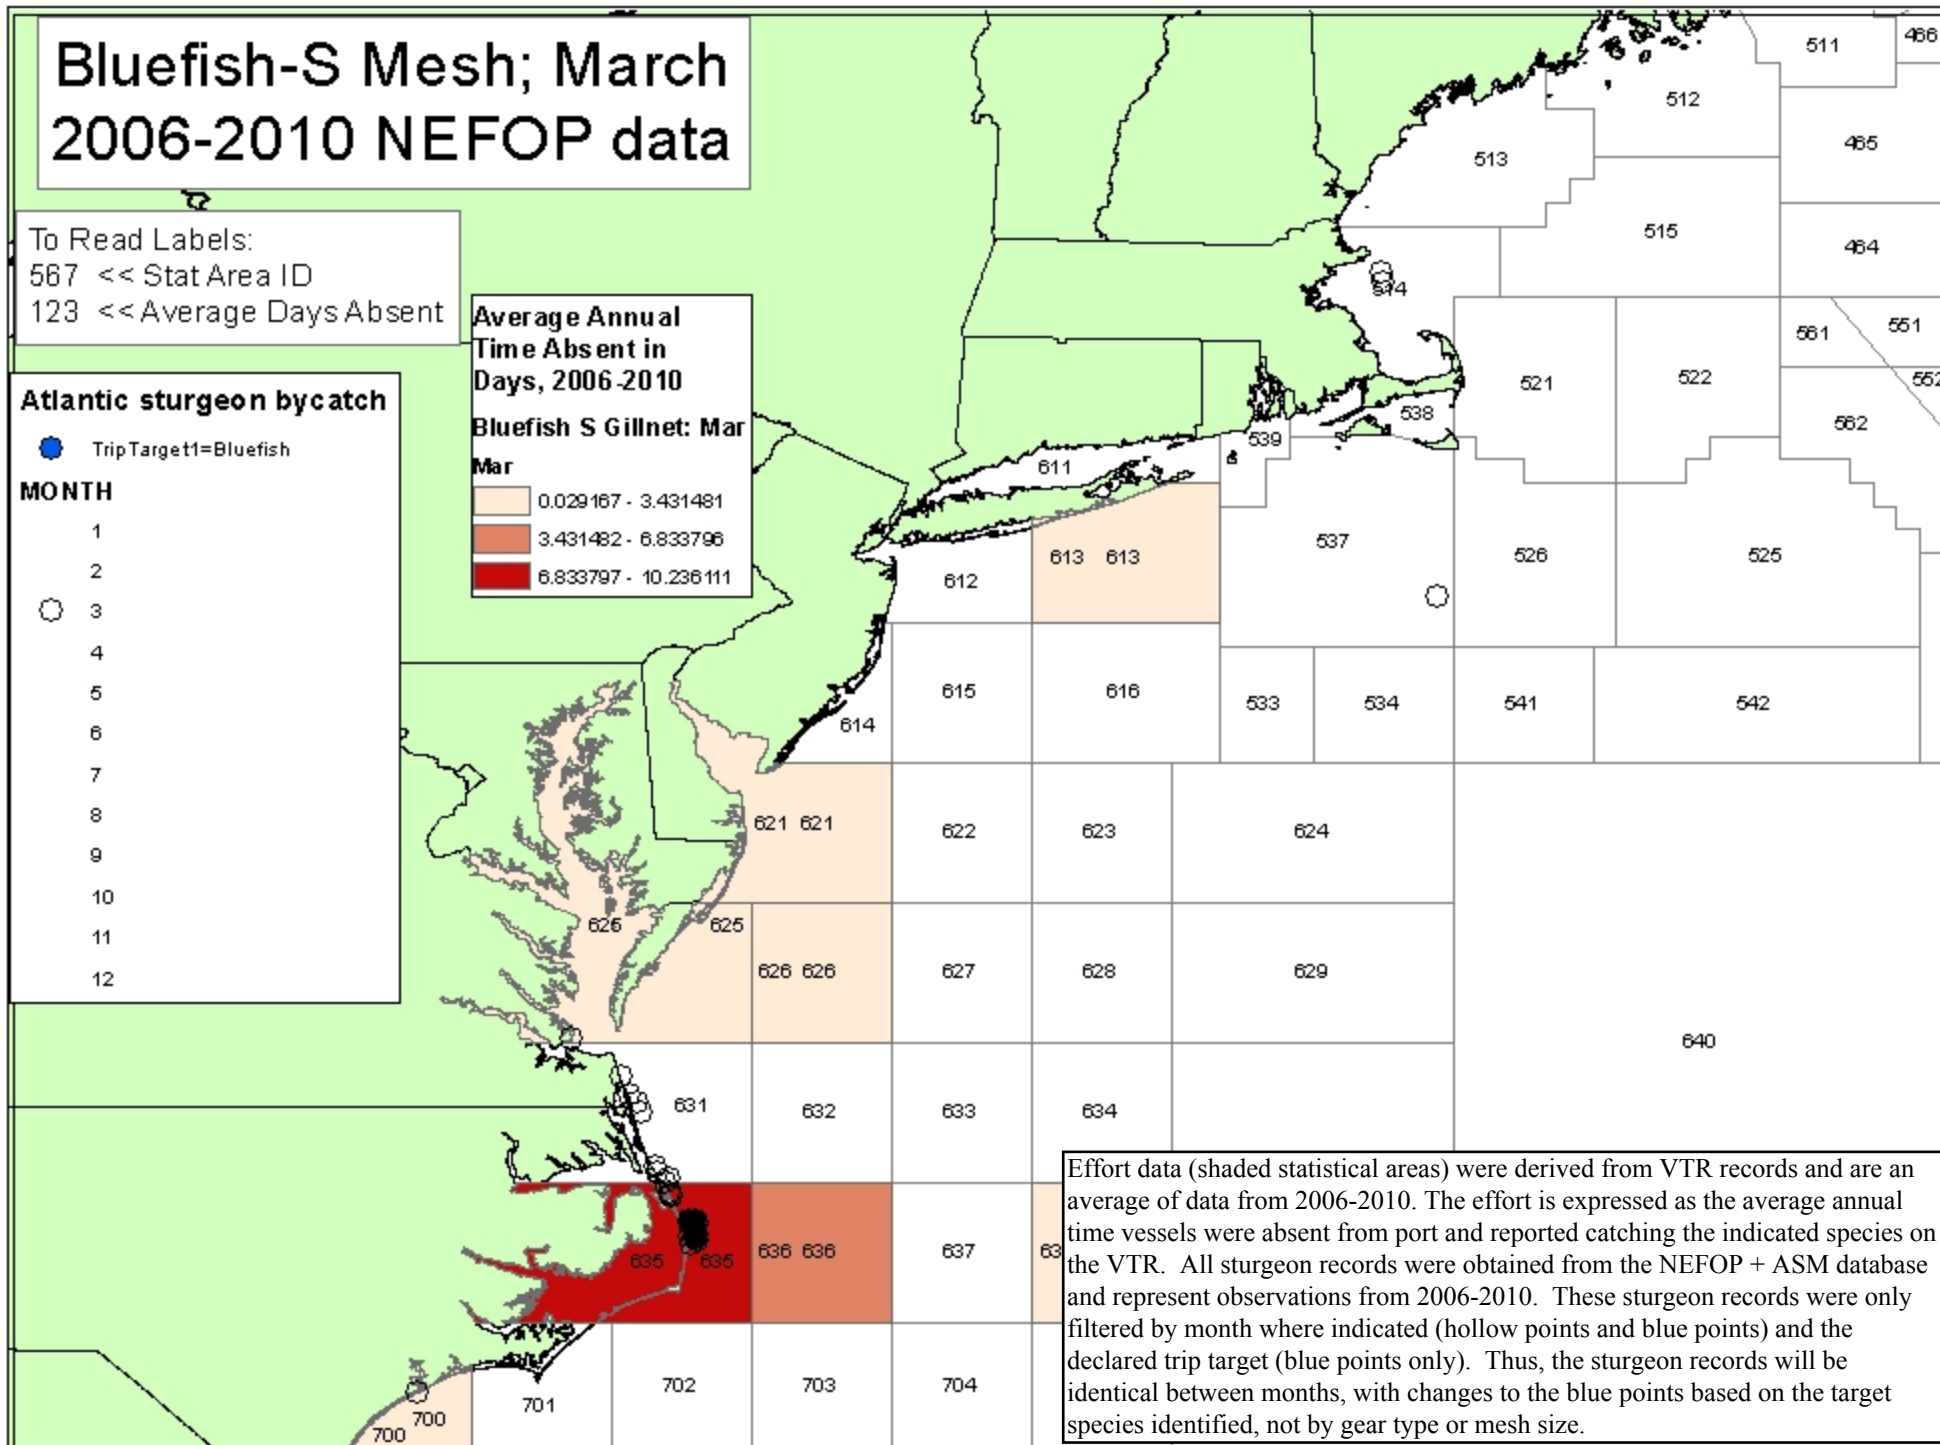 Bluefish-S Mesh; March
2006-2010 NEFOP data
To Read Labels:
567 << Stat Area ID
123 << Average Days Absent
Average Annual
Time Absent in
Days, 2006-2010
Bluefish S Gillnet: Mar
Mar
0.029167 - 3.431481
3.431482 - 6.833796
6.833797 - 10.236111
Atlantic sturgeon bycatch
TripTarget1=Bluefish
MONTH
1
2
3
4
5
6
7
8
9
10
11
12
511
466
512
465
513
515
464
514
561
551
521
522
552
538
562
539
611
537
526
525
613 613
612
615
616
533
534
541
542
614
621 621
622
623
624
625
625
626 626
627
628
629
640
631
632
633
634
635
635
636 636
637
63
700
700
701
702
703
704
Effort data (shaded statistical areas) were derived from VTR records and are an
average of data from 2006-2010. The effort is expressed as the average annual
time vessels were absent from port and reported catching the indicated species on
the VTR.  All sturgeon records were obtained from the NEFOP + ASM database
and represent observations from 2006-2010.  These sturgeon records were only
filtered by month where indicated (hollow points and blue points) and the
declared trip target (blue points only).  Thus, the sturgeon records will be
identical between months, with changes to the blue points based on the target
species identified, not by gear type or mesh size.